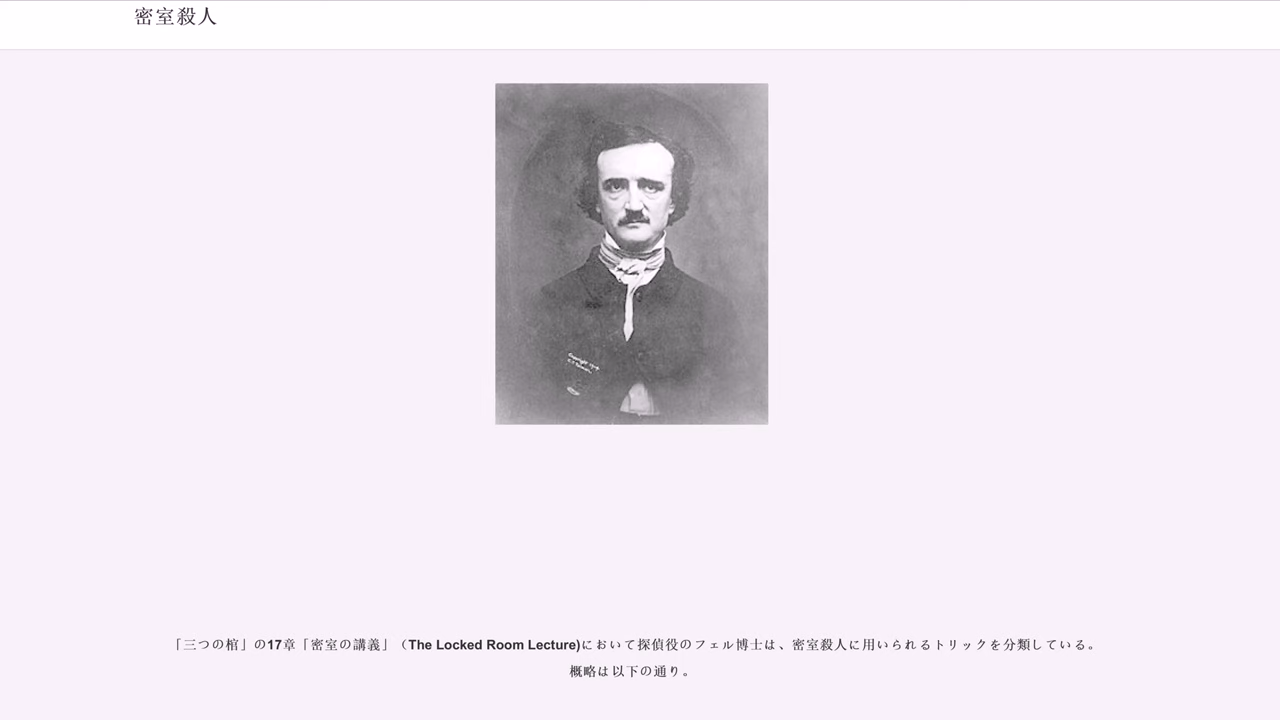 密室殺人
「三つの棺」の17章「密室の講義」（The Locked Room Lecture)において探偵役のフェル博士は、密室殺人に用いられるトリックを分類している。
概略は以下の通り。